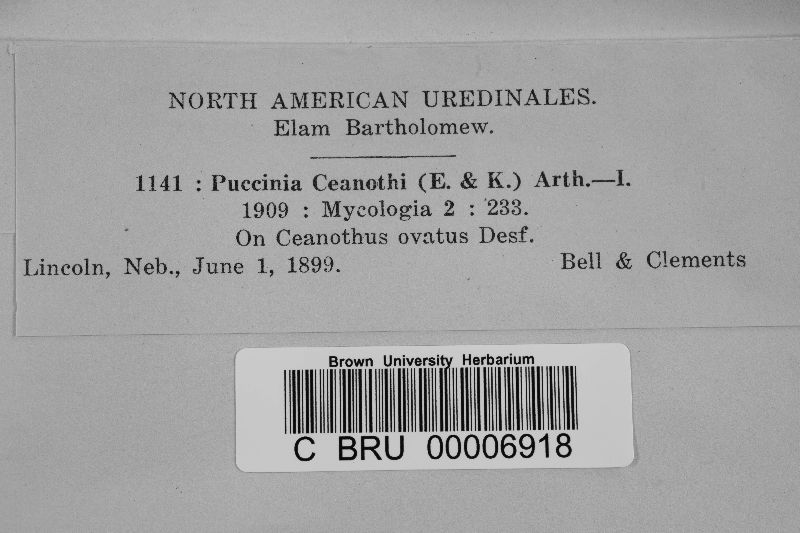 NORTH AMERICAN UREDINALES.
Elam Bartholomew.
1141 : Puccinia Ceanothi (E. & K.) Arth.—I.
1909 : Mycologia 2 : 233.
On Ceanothus ovatus Desf.
Lincoln, Neb., June 1, 1899. Bell & Clements
Brown University Herbarium
C BRU 00006918